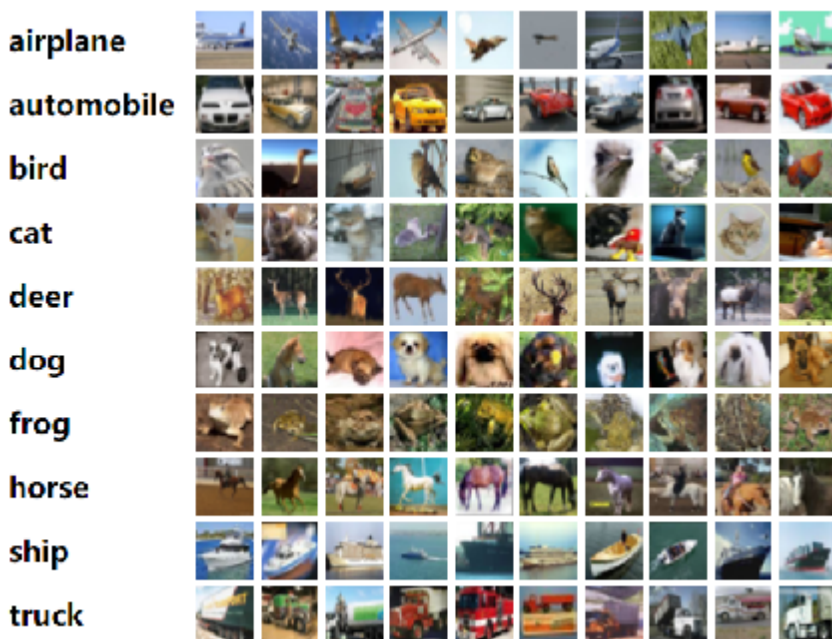 airplane
automobile
bird
cat
deer
dog
frog
horse
ship
truck